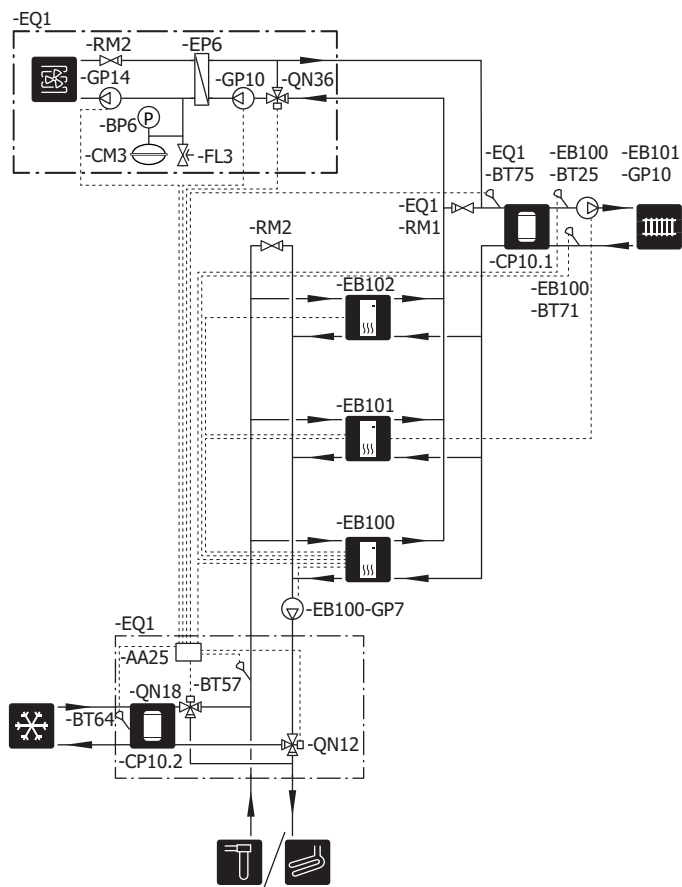 -EQ1
-RM2
-EP6
-GP14
-GP10
-QN36
P
-BP6
-CM3
-FL3
-EQ1
-BT75
-EB100
-BT25
-EB101
-GP10
-EQ1
-RM1
-RM2
-CP10.1
-EB100
-BT71
-EB102
-EB101
-EB100
-EB100-GP7
-EQ1
-AA25
-BT57
-QN18
-BT64
-QN12
-CP10.2